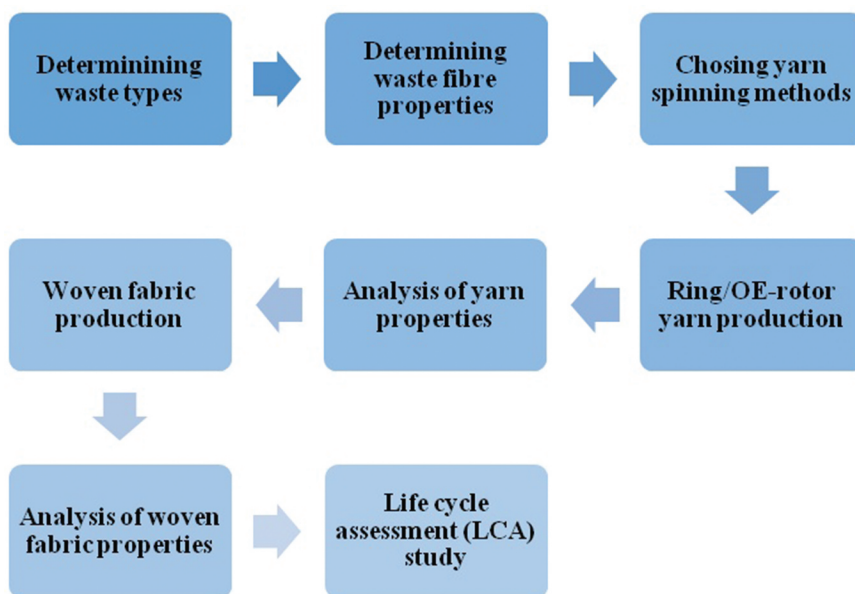 Determinining
waste types
Determining
waste fibre
properties
Chosing yarn
spinning methods
Ring/OE-rotor
yarn production
Analysis of yarn
properties
Woven fabric
production
Analysis of woven
fabric properties
Life cycle
assessment (LCA)
study